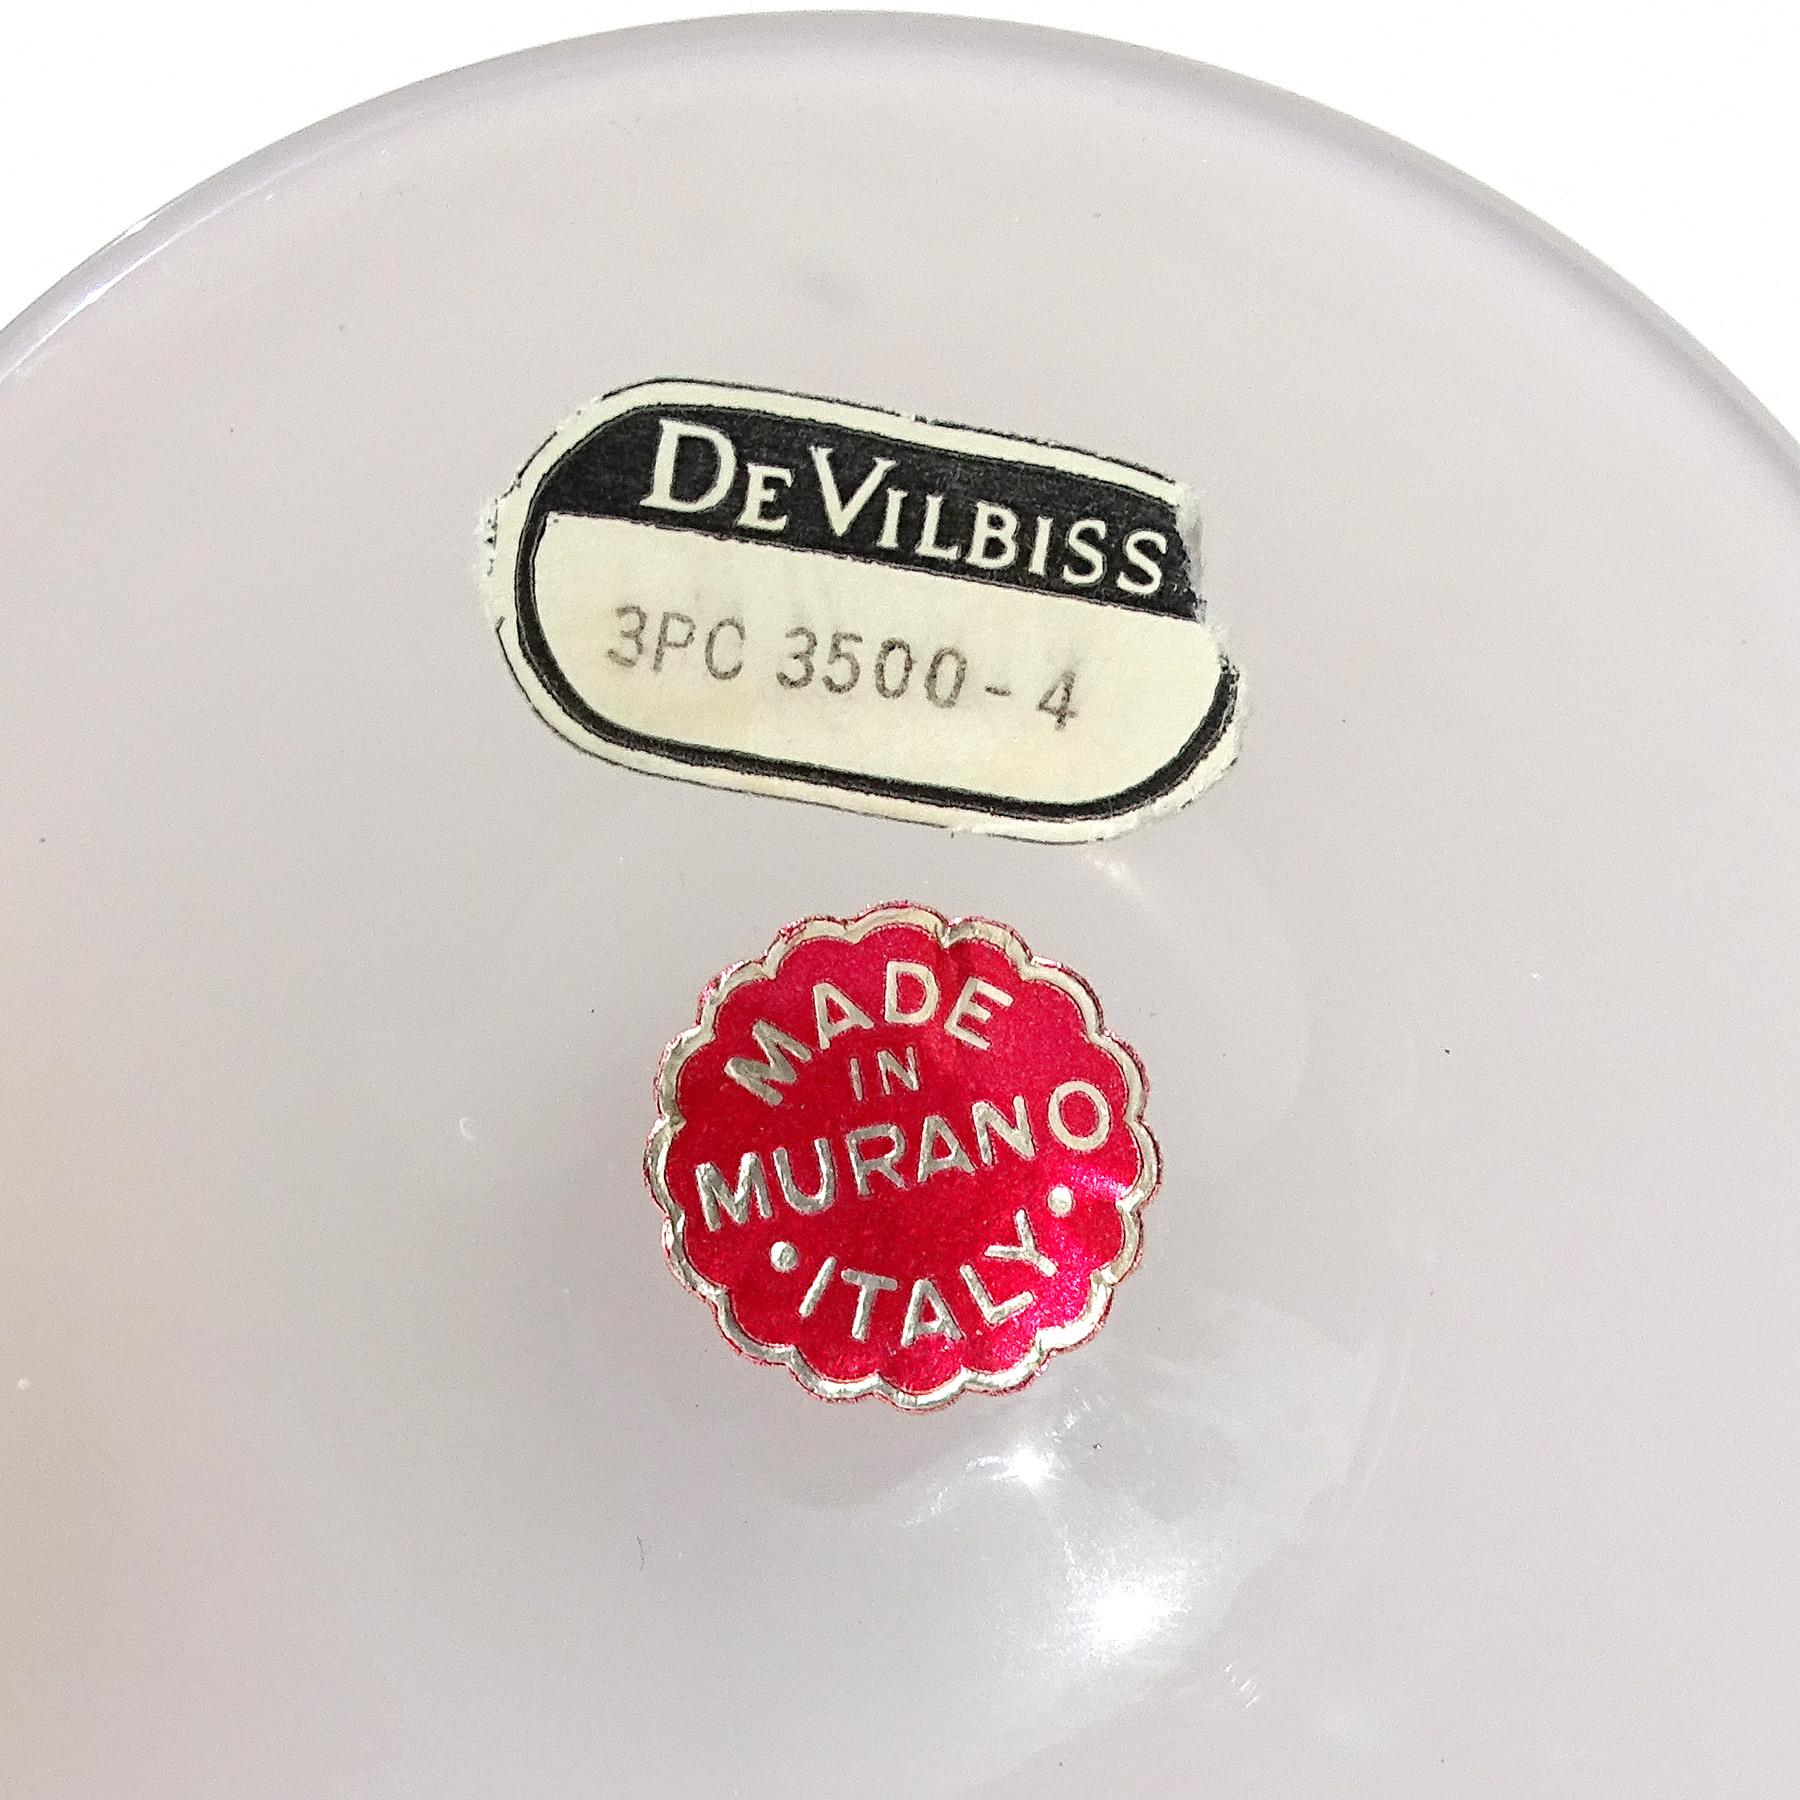 DEVILBISS
3PC 3500-4
MADE
IN
MURANO
• ITALY •